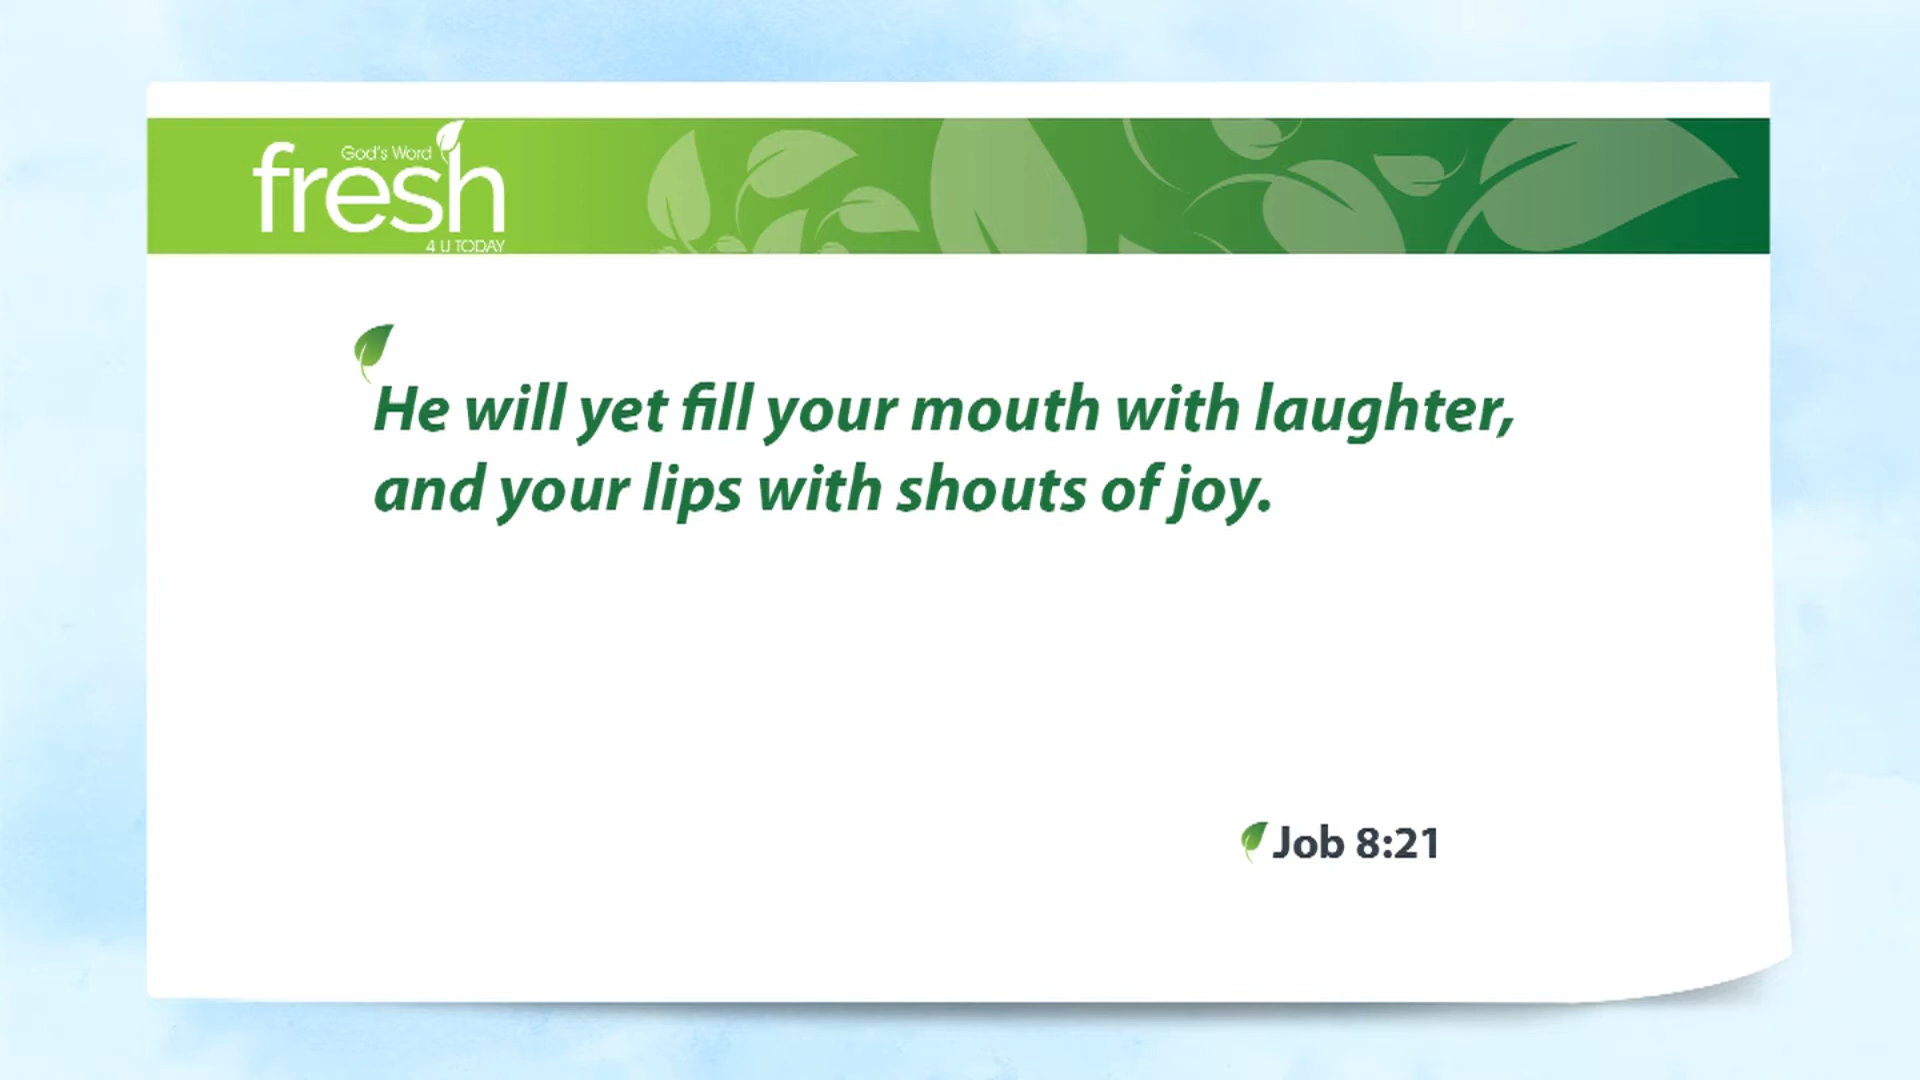 God's Word
fresh
4 U TODAY
He will yet fill your mouth with laughter,
and your lips with shouts of joy.
Job 8:21